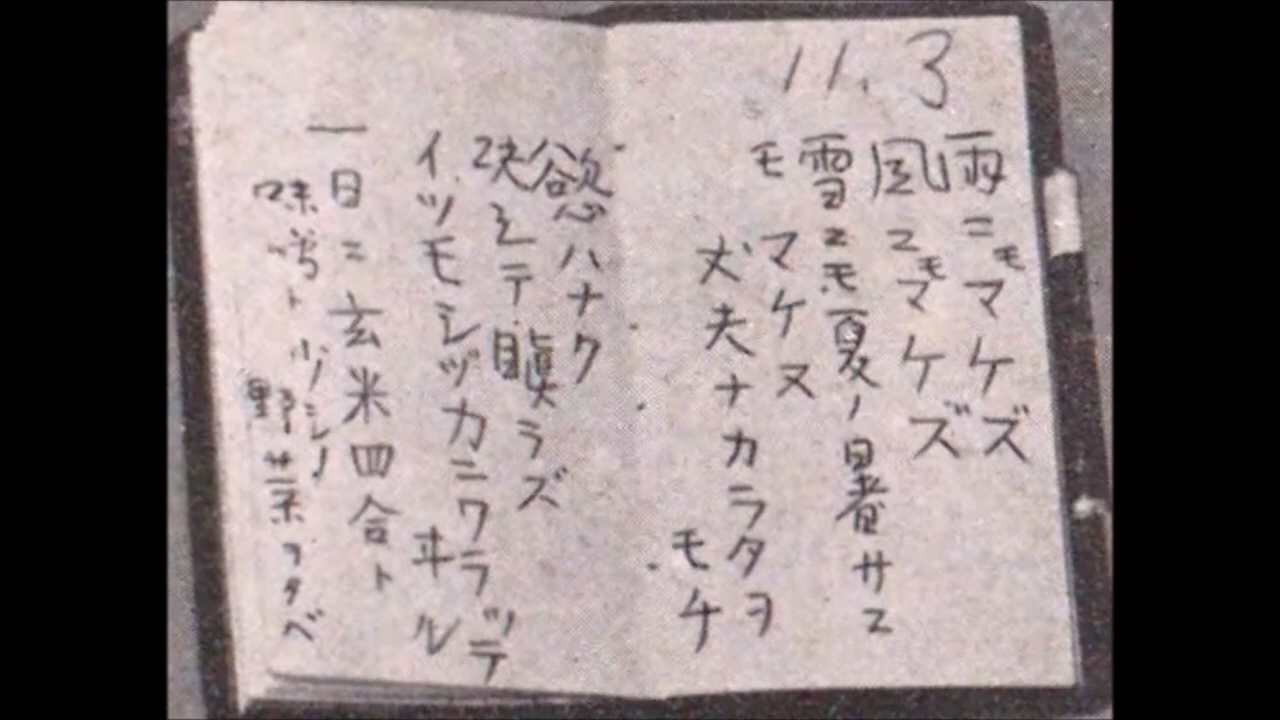 11.3
雨ニモマケズ
風ニモマケズ
雪ニモ夏ノ暑サニ
モマケヌ
丈夫ナカラダヲ
モチ
慾ハナク
決シテ瞋ラズ
イツモシヅカニワラッテ
ヰル
一日ニ玄米四合ト
味噌ト少シノ
野菜ヲタベ